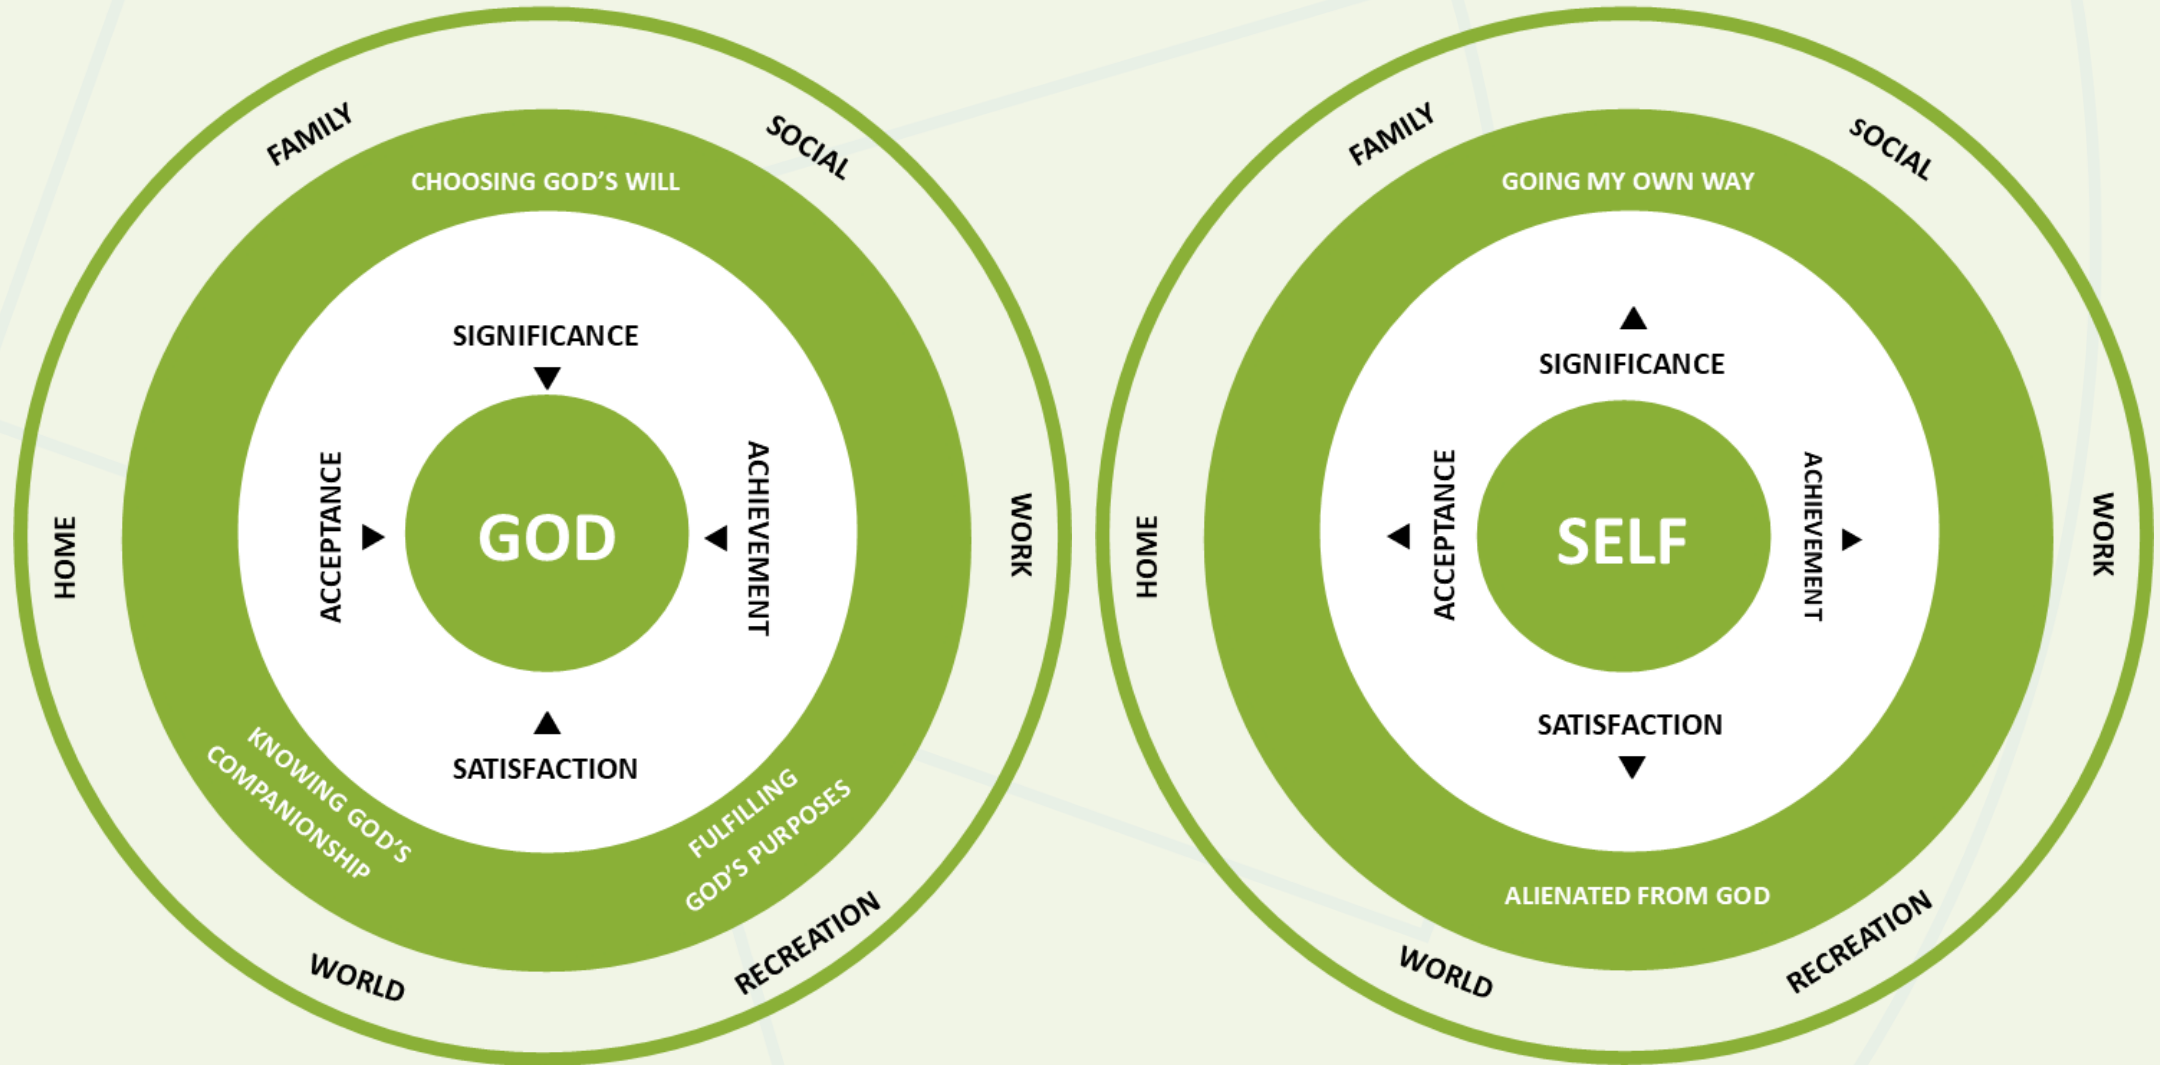 FAMILY
SOCIAL
CHOOSING GOD'S WILL
SIGNIFICANCE
ACCEPTANCE
GOD
ACHIEVEMENT
HOME
WORK
SATISFACTION
KNOWING GOD'S
COMPANIONSHIP
FULFILLING
GOD'S PURPOSES
WORLD
RECREATION
FAMILY
SOCIAL
GOING MY OWN WAY
SIGNIFICANCE
ACCEPTANCE
SELF
ACHIEVEMENT
HOME
WORK
SATISFACTION
ALIENATED FROM GOD
WORLD
RECREATION